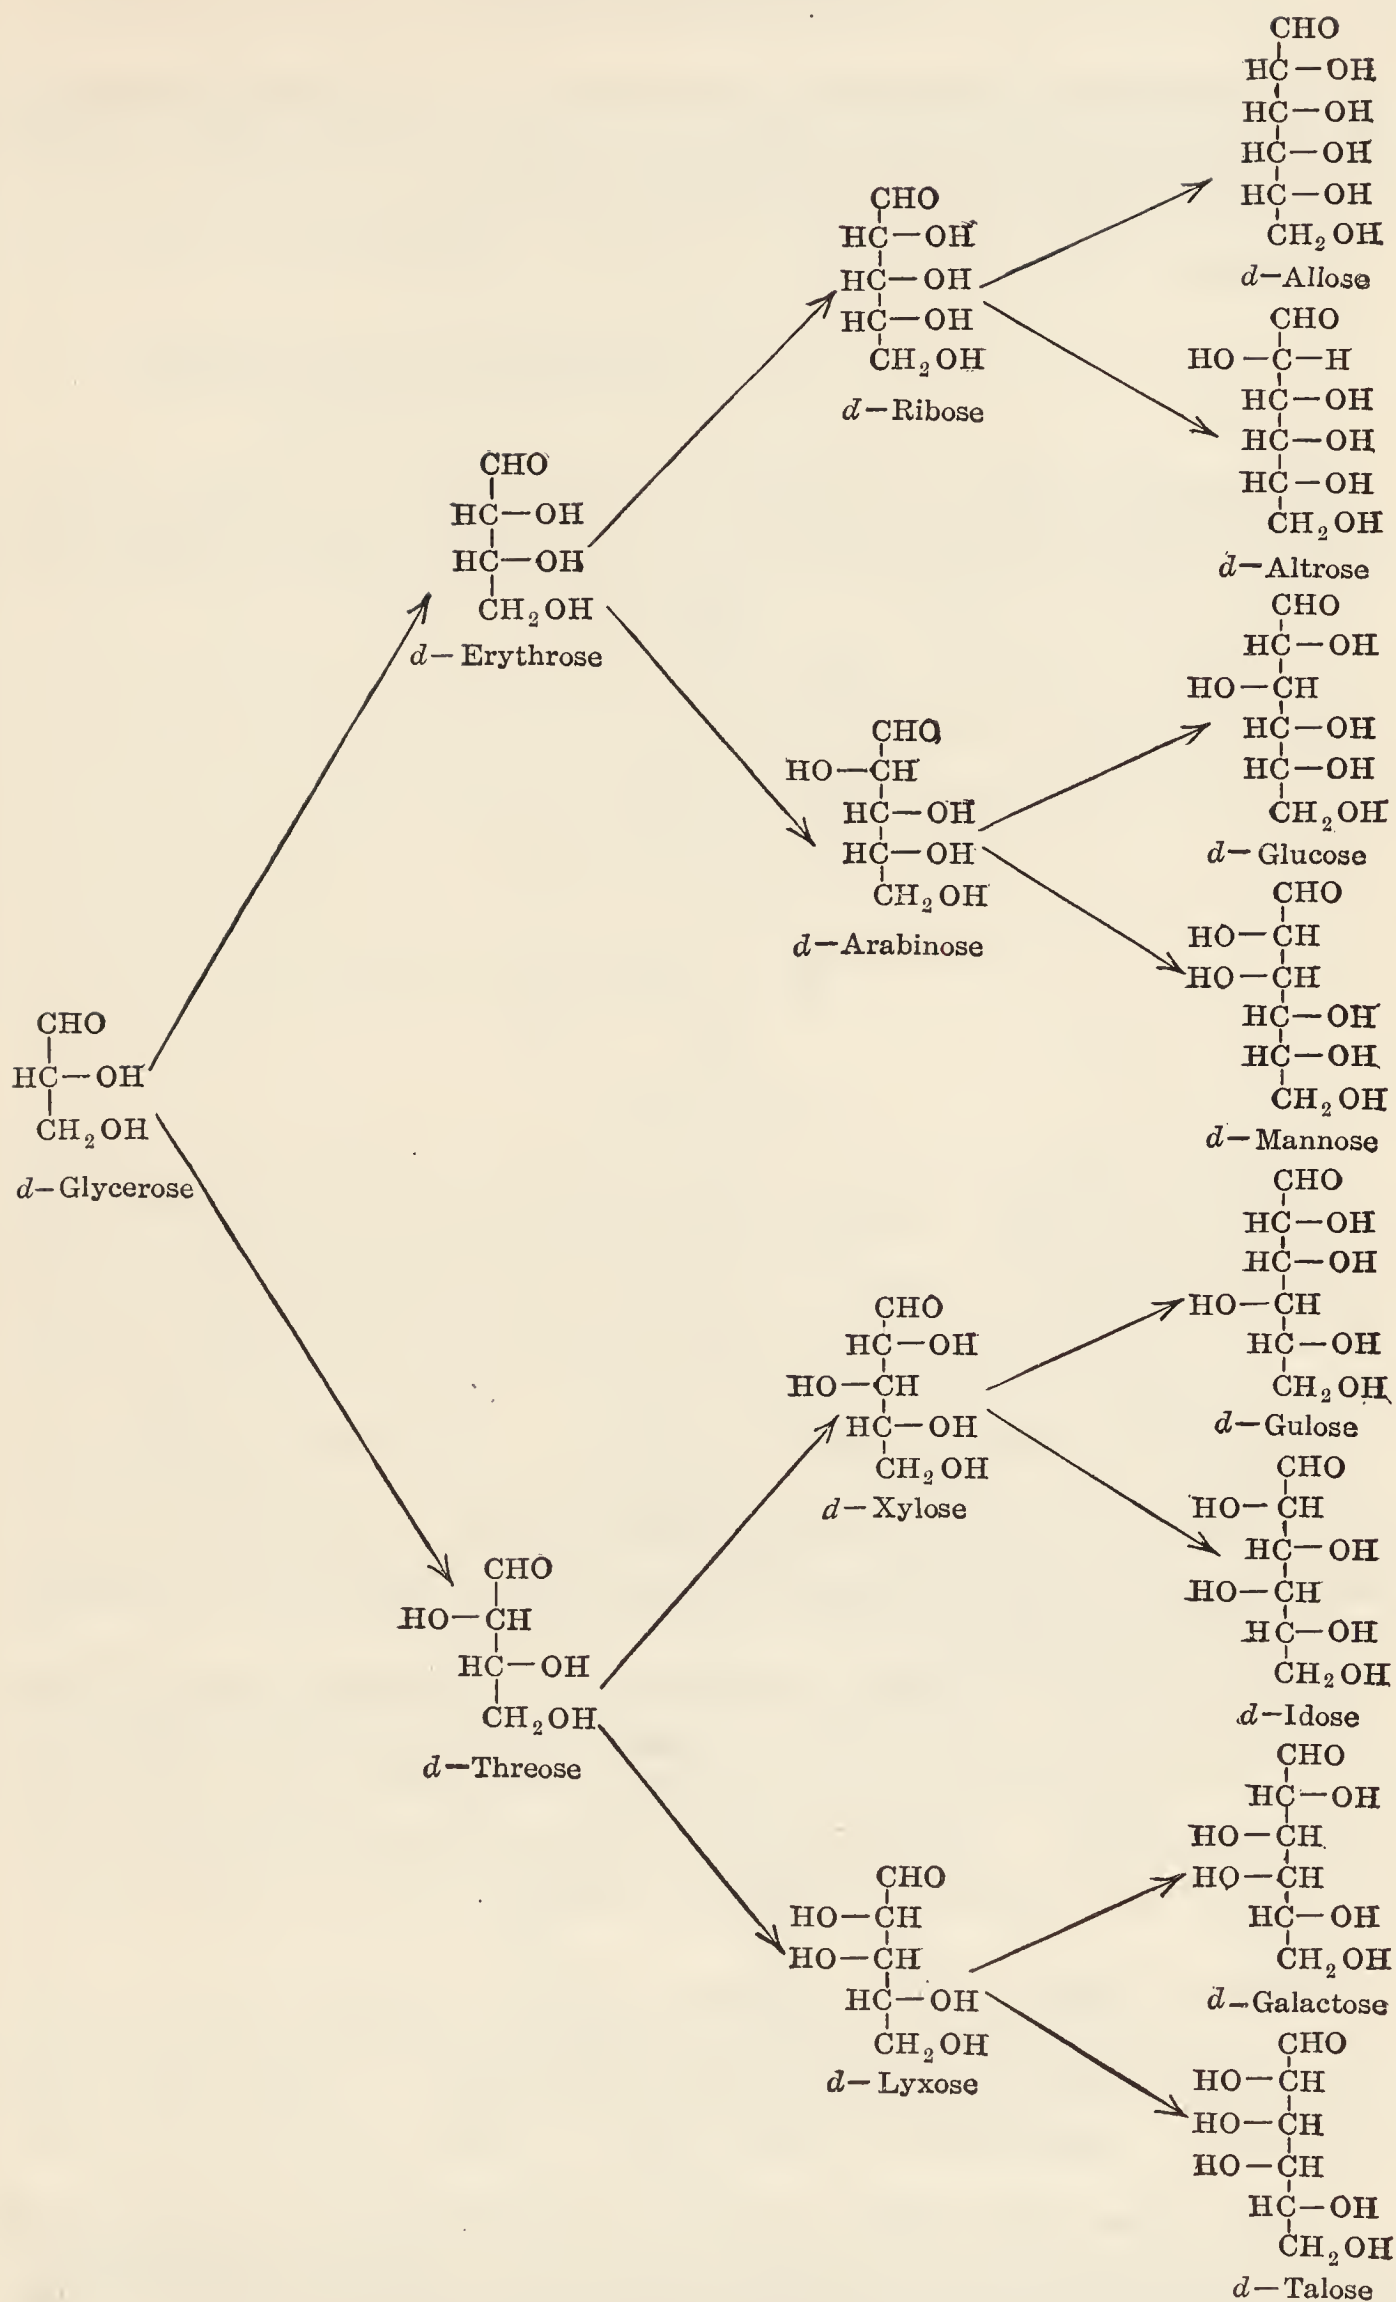 CHO
HC—OH
CH₂OH
d—Glycerose
CHO
HC—OH
HC—OH
CH₂OH
d—Erythrose
CHO
HO—CH
HC—OH
CH₂OH
d—Threose
CHO
HC—OH
HC—OH
HC—OH
CH₂OH
d—Ribose
CHO
HO—CH
HC—OH
HC—OH
CH₂OH
d—Arabinose
CHO
HC—OH
HO—CH
HC—OH
CH₂OH
d—Xylose
CHO
HO—CH
HO—CH
HC—OH
CH₂OH
d—Lyxose
CHO
HC—OH
HC—OH
HC—OH
HC—OH
CH₂OH
d—Allose
CHO
HO—C—H
HC—OH
HC—OH
HC—OH
CH₂OH
d—Altrose
CHO
HC—OH
HO—CH
HC—OH
HC—OH
CH₂OH
d—Glucose
CHO
HO—CH
HO—CH
HC—OH
HC—OH
CH₂OH
d—Mannose
CHO
HC—OH
HC—OH
HO—CH
HC—OH
CH₂OH
d—Gulose
CHO
HO—CH
HC—OH
HO—CH
HC—OH
CH₂OH
d—Idose
CHO
HC—OH
HO—CH
HO—CH
HC—OH
CH₂OH
d—Galactose
CHO
HO—CH
HO—CH
HO—CH
HC—OH
CH₂OH
d—Talose